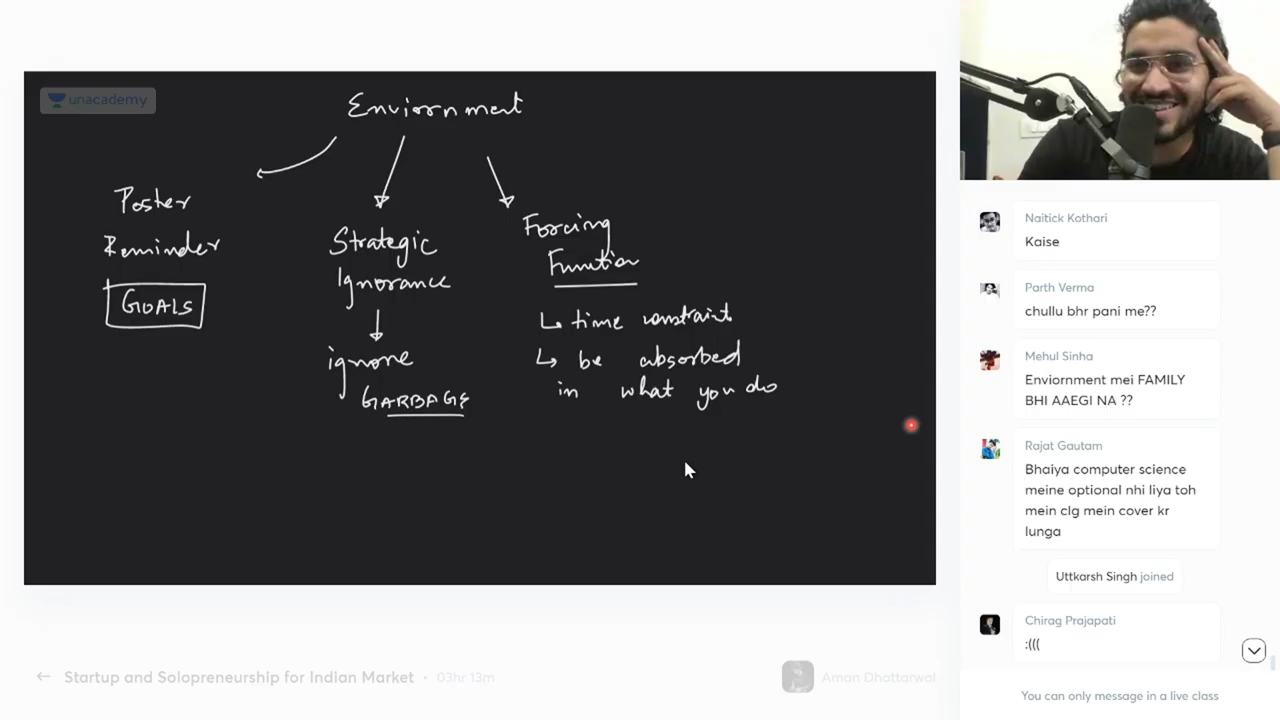 unacademy
Enviornment
Poster
Reminder
GOALS
Strategic
Ignorance
ignore
GARBAGE
Forcing
Function
↳ time constraint
↳ be absorbed
in what you do
Naitick Kothari
Kaise
Parth Verma
chullu bhr pani me??
Mehul Sinha
Enviornment mei FAMILY
BHI AAEGI NA ??
Rajat Gautam
Bhaiya computer science
meine optional nhi liya toh
mein clg mein cover kr
lunga
Uttkarsh Singh joined
Chirag Prajapati
:(((
You can only message in a live class
Startup and Solopreneurship for Indian Market • 03hr 13m
Aman Dhattarwal